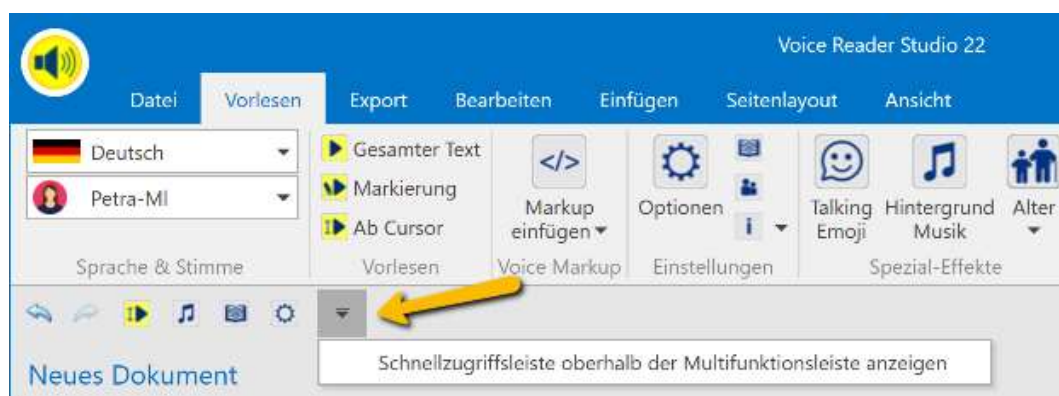 Voice Reader Studio 22
Datei Vorlesen Export Bearbeiten Einfügen Seitenlayout Ansicht
Deutsch
Petra-Ml
Sprache & Stimme
Gesamter Text
Markierung
Ab Cursor
Vorlesen
</>
Markup
einfügen
Voice Markup
Optionen
i
Einstellungen
Talking
Emoji
Hintergrund
Musik
Alter
Spezial-Effekte
Schnellzugriffsleiste oberhalb der Multifunktionsleiste anzeigen
Neues Dokument